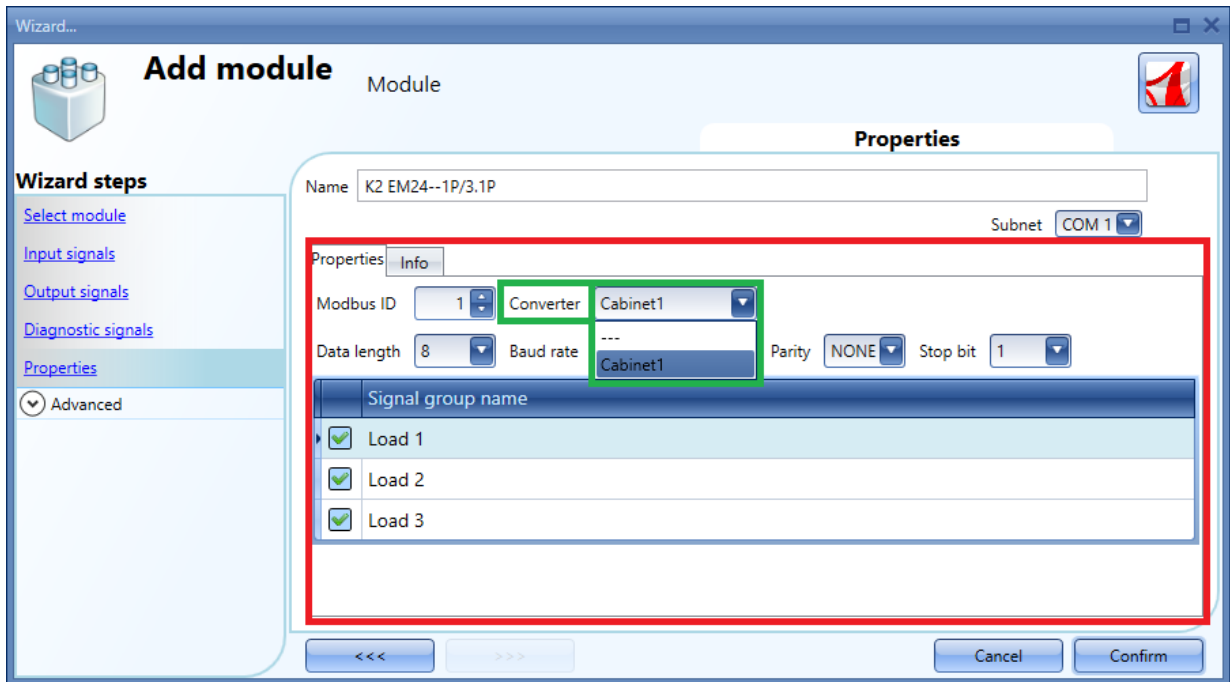 Wizard...
Add module
Module
Properties
Wizard steps
Select module
Input signals
Output signals
Diagnostic signals
Properties
Advanced
Name K2 EM24--1P/3.1P
Subnet COM 1
Properties Info
Modbus ID 1 Converter Cabinet1
---
Data length 8 Baud rate Cabinet1 Parity NONE Stop bit 1
Signal group name
Load 1
Load 2
Load 3
<<< >>> Cancel Confirm